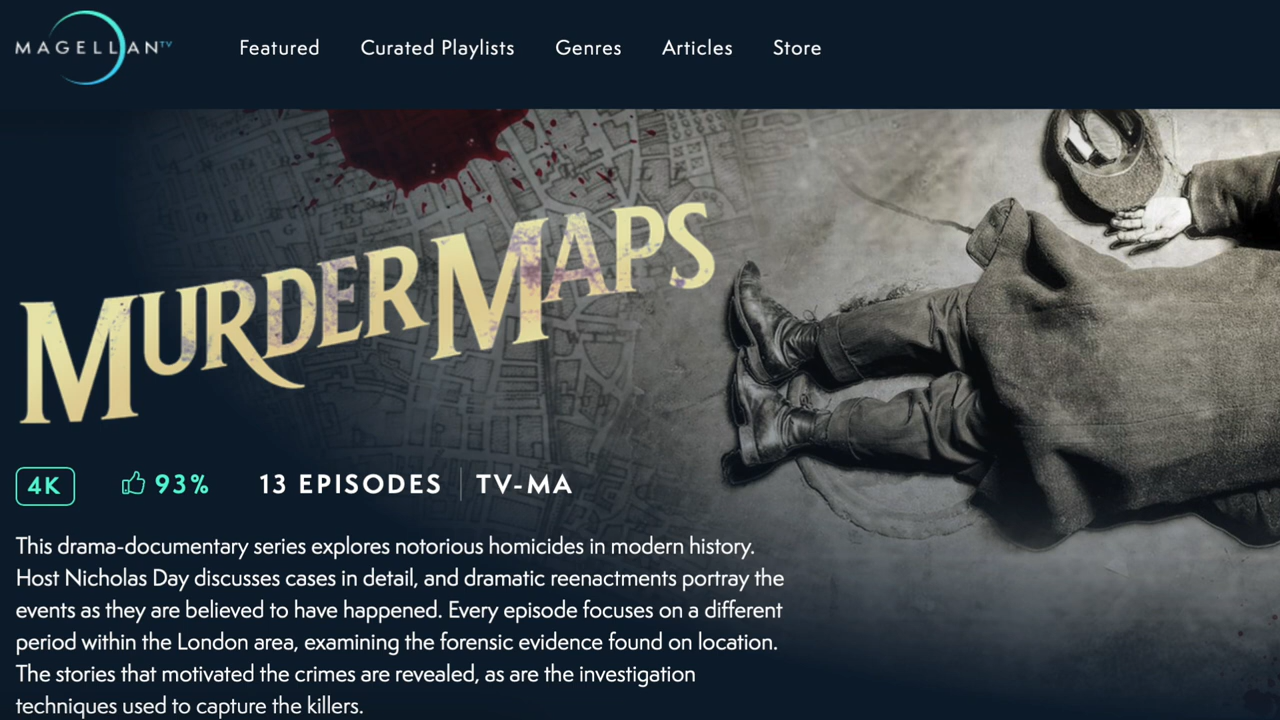 MAGELLAN TV
Featured
Curated Playlists
Genres
Articles
Store
MURDER MAPS
4K
93%
13 EPISODES
TV-MA
This drama-documentary series explores notorious homicides in modern history.
Host Nicholas Day discusses cases in detail, and dramatic reenactments portray the
events as they are believed to have happened. Every episode focuses on a different
period within the London area, examining the forensic evidence found on location.
The stories that motivated the crimes are revealed, as are the investigation
techniques used to capture the killers.